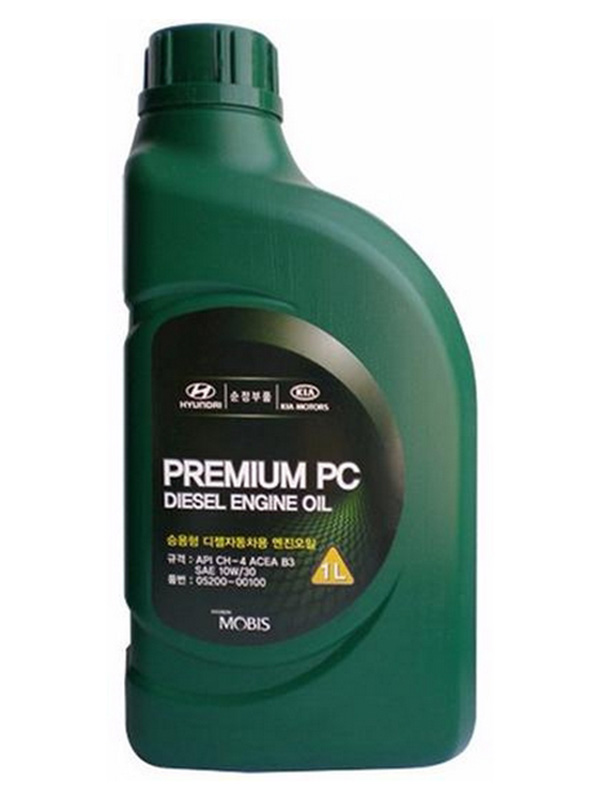 HYUNDAI 순정부품 KIA
KIA MOTORS
PREMIUM PC
DIESEL ENGINE OIL
승용형 디젤자동차용 엔진오일
규격 : API CH-4 ACEA B3
SAE 10W/30
품번 : 05200-00100
1L
MOBIS